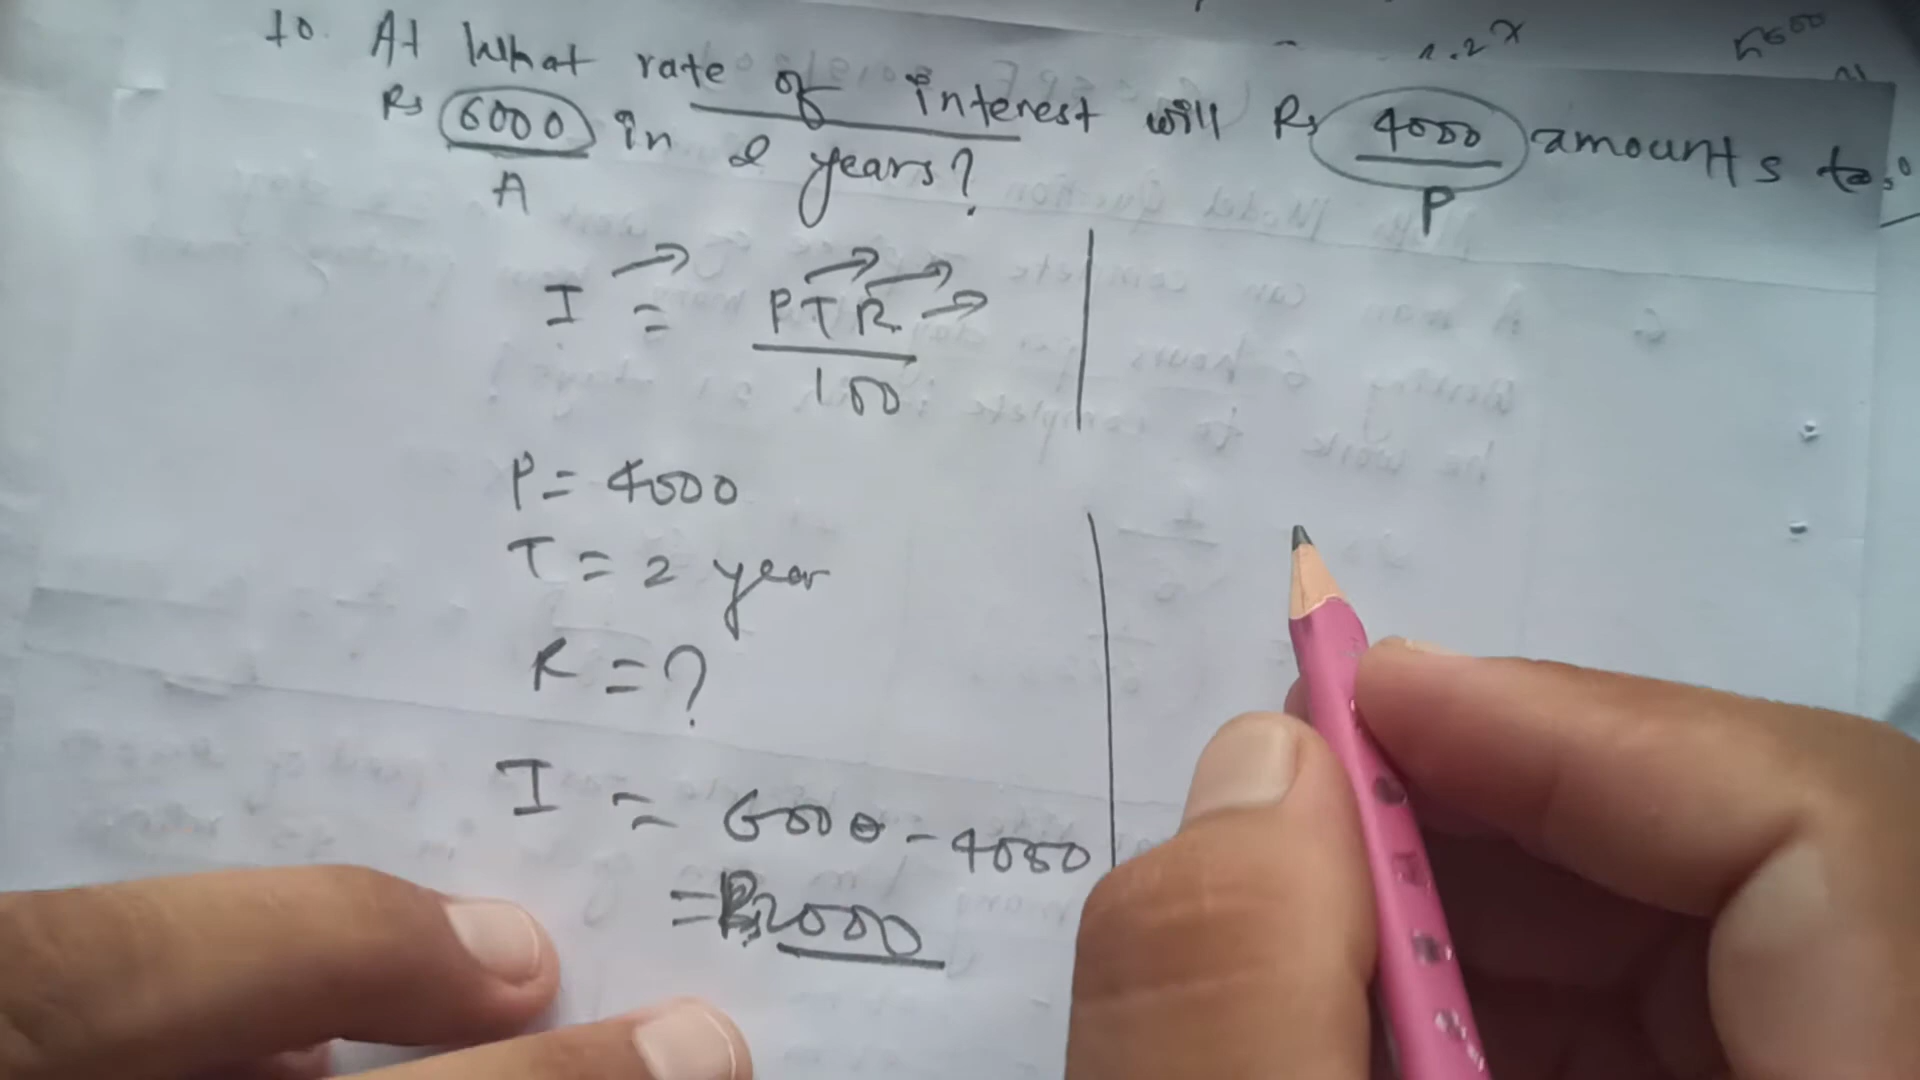 10. At What rate of interest will Rs 4000 amounts to
Rs 6000 in 2 years?
A
P
I = PTR
100
P = 4000
T = 2 year
R = ?
I = 6000 - 4000
= Rs 2000